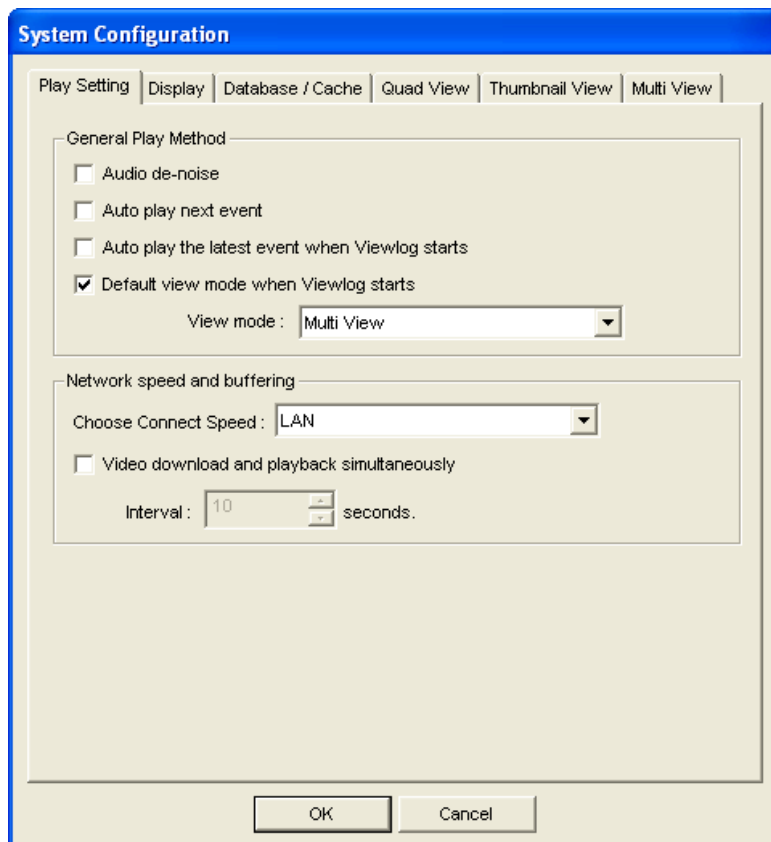 System Configuration
Play Setting Display Database / Cache Quad View Thumbnail View Multi View
General Play Method
Audio de-noise
Auto play next event
Auto play the latest event when Viewlog starts
Default view mode when Viewlog starts
View mode : Multi View
Network speed and buffering
Choose Connect Speed : LAN
Video download and playback simultaneously
Interval : 10 seconds.
OK Cancel